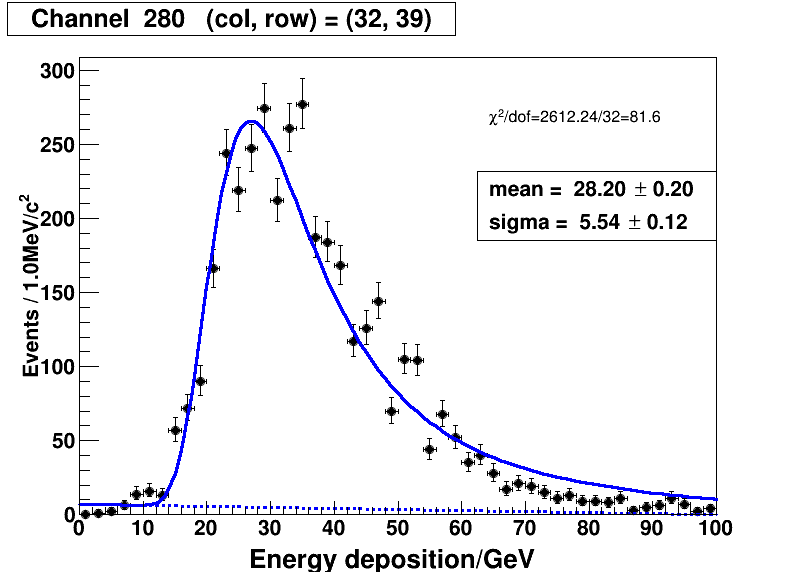 Channel 280 (col, row) = (32, 39)
χ²/dof=2612.24/32=81.6
mean = 28.20 ± 0.20
sigma = 5.54 ± 0.12
Events / 1.0MeV/c²
300
250
200
150
100
50
0
0 10 20 30 40 50 60 70 80 90 100
Energy deposition/GeV